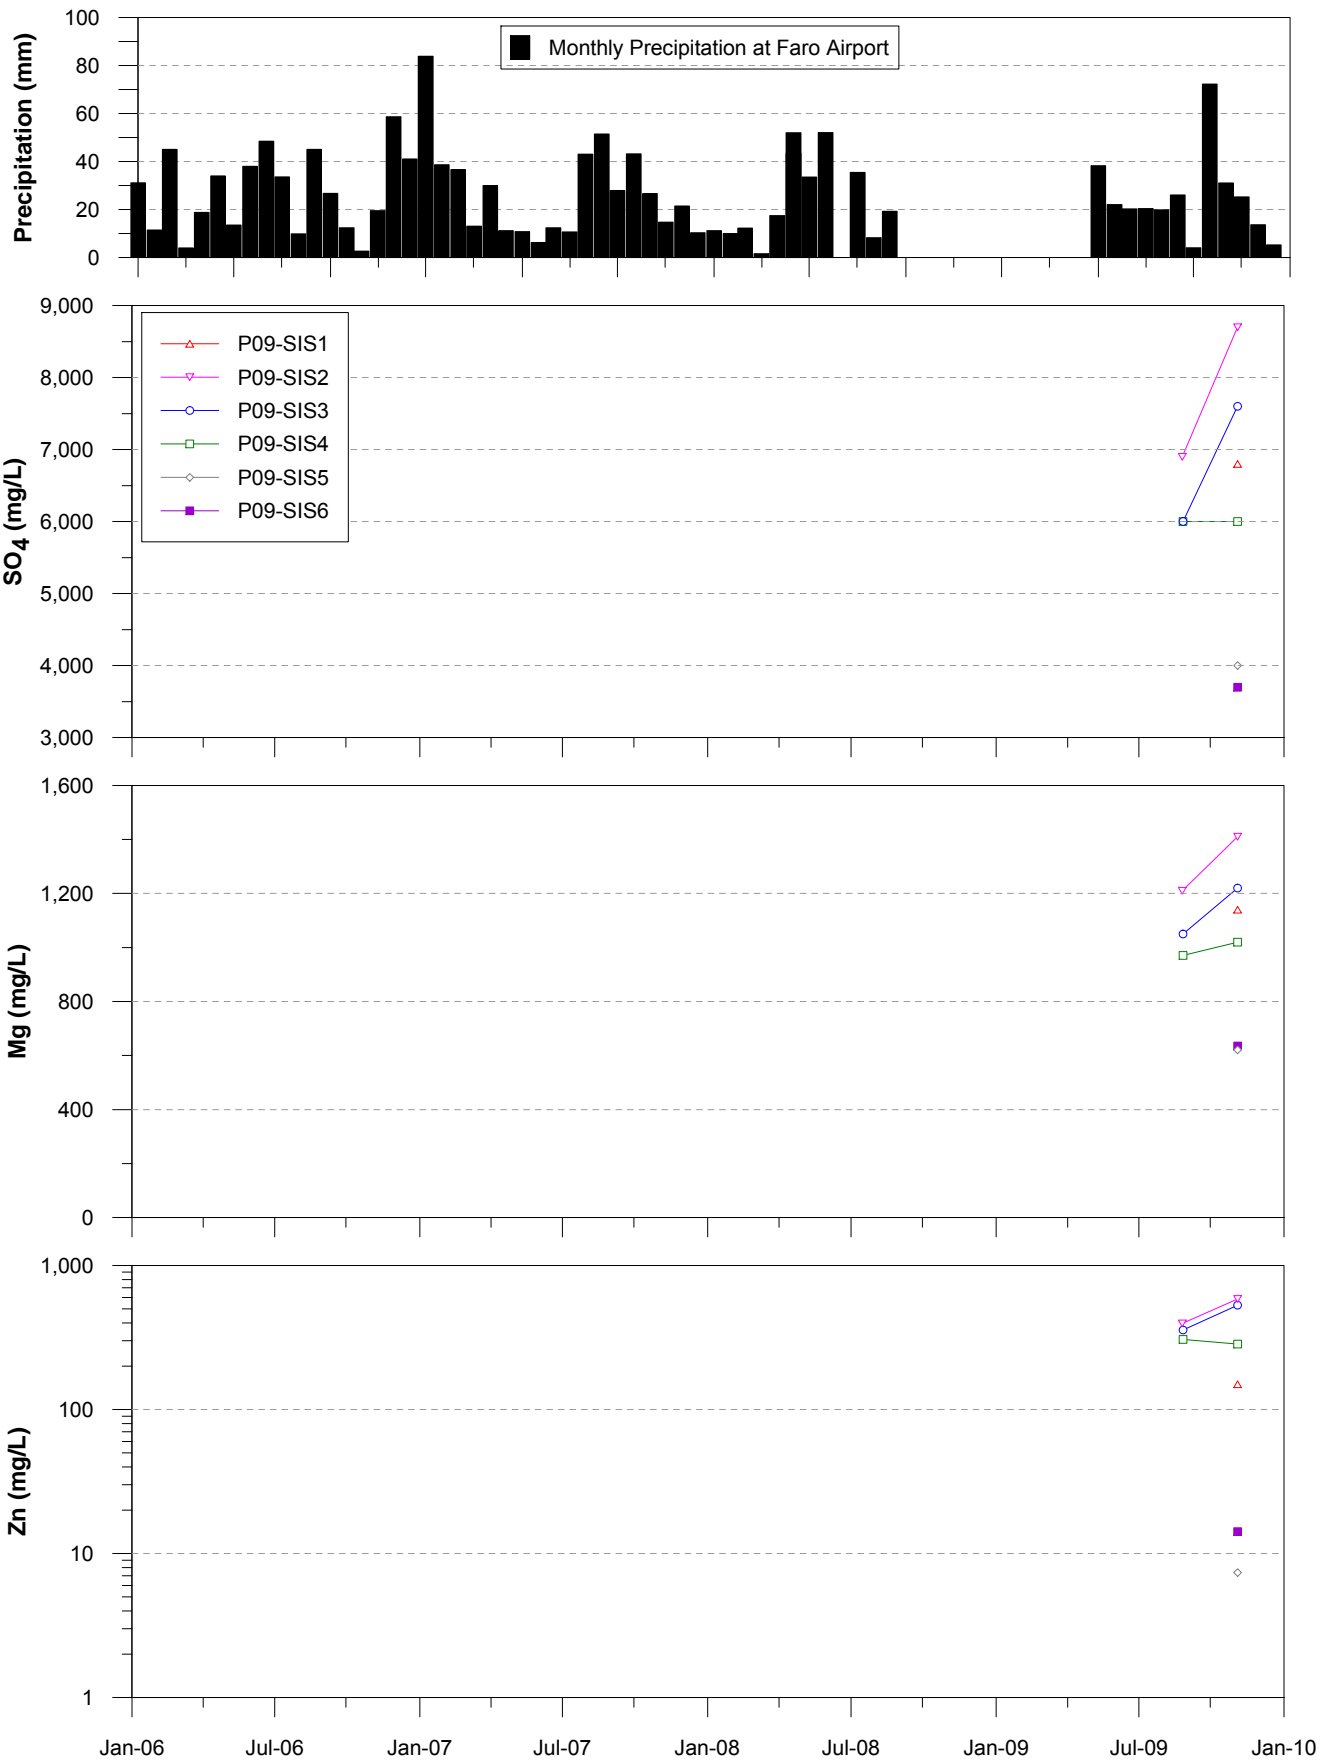 Precipitation (mm)
100
80
60
40
20
0
Monthly Precipitation at Faro Airport
SO4 (mg/L)
9,000
8,000
7,000
6,000
5,000
4,000
3,000
P09-SIS1
P09-SIS2
P09-SIS3
P09-SIS4
P09-SIS5
P09-SIS6
Mg (mg/L)
1,600
1,200
800
400
0
Zn (mg/L)
1,000
100
10
1
Jan-06 Jul-06 Jan-07 Jul-07 Jan-08 Jul-08 Jan-09 Jul-09 Jan-10